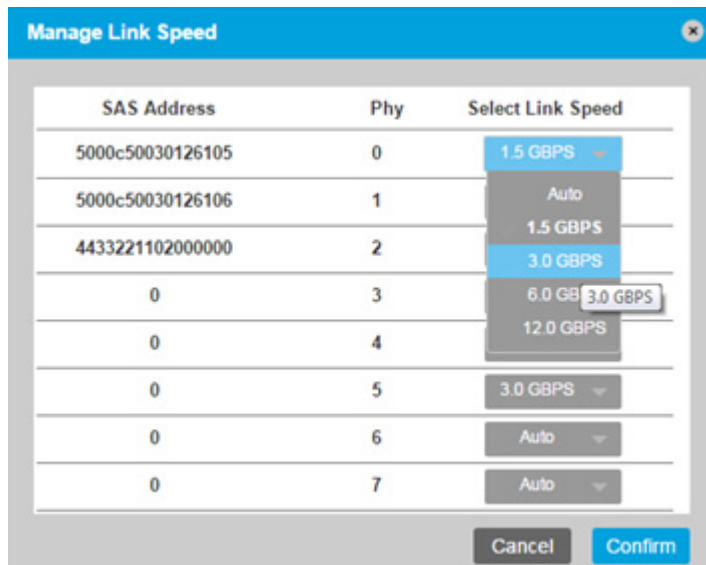 Manage Link Speed
SAS Address Phy Select Link Speed
5000c50030126105 0 1.5 GBPS
5000c50030126106 1 Auto
1.5 GBPS
4433221102000000 2 3.0 GBPS
0 3 6.0 GB 3.0 GBPS
0 4 12.0 GBPS
0 5 3.0 GBPS
0 6 Auto
0 7 Auto
Cancel Confirm